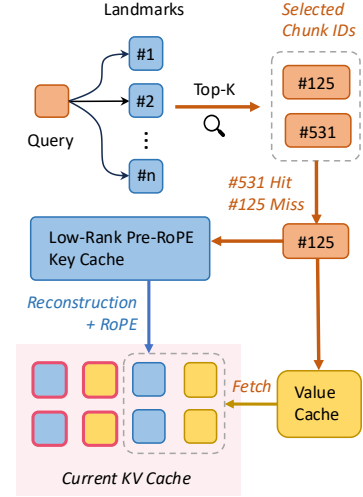 Landmarks
Selected
Chunk IDs
#1
#2
⋮
#n
Query
Top-K
#125
#531
#531 Hit
#125 Miss
#125
Low-Rank Pre-RoPE
Key Cache
Reconstruction
+ RoPE
Fetch
Value
Cache
Current KV Cache